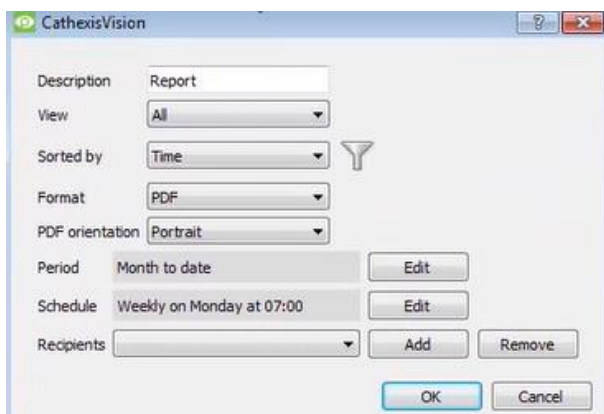 CathexisVision
Description Report
View All
Sorted by Time
Format PDF
PDF orientation Portrait
Period Month to date Edit
Schedule Weekly on Monday at 07:00 Edit
Recipients Add Remove
OK Cancel